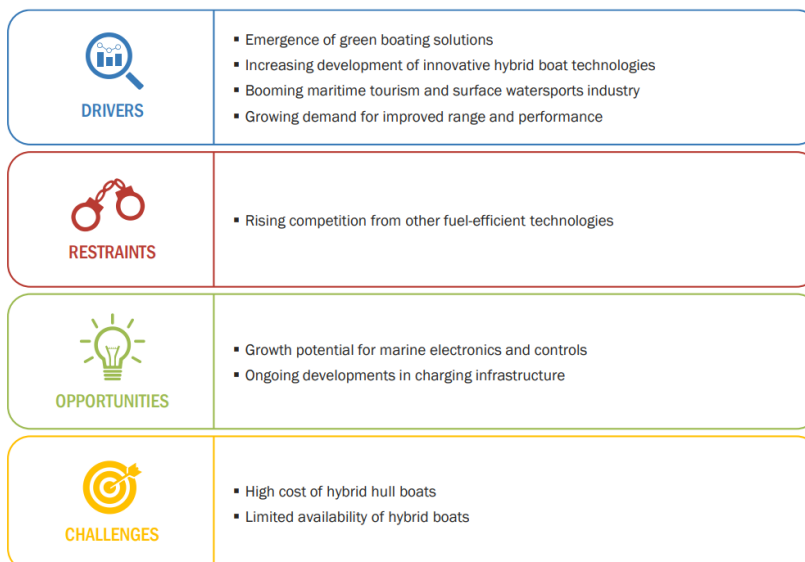 DRIVERS
▪ Emergence of green boating solutions
▪ Increasing development of innovative hybrid boat technologies
▪ Booming maritime tourism and surface watersports industry
▪ Growing demand for improved range and performance
RESTRAINTS
▪ Rising competition from other fuel-efficient technologies
OPPORTUNITIES
▪ Growth potential for marine electronics and controls
▪ Ongoing developments in charging infrastructure
CHALLENGES
▪ High cost of hybrid hull boats
▪ Limited availability of hybrid boats